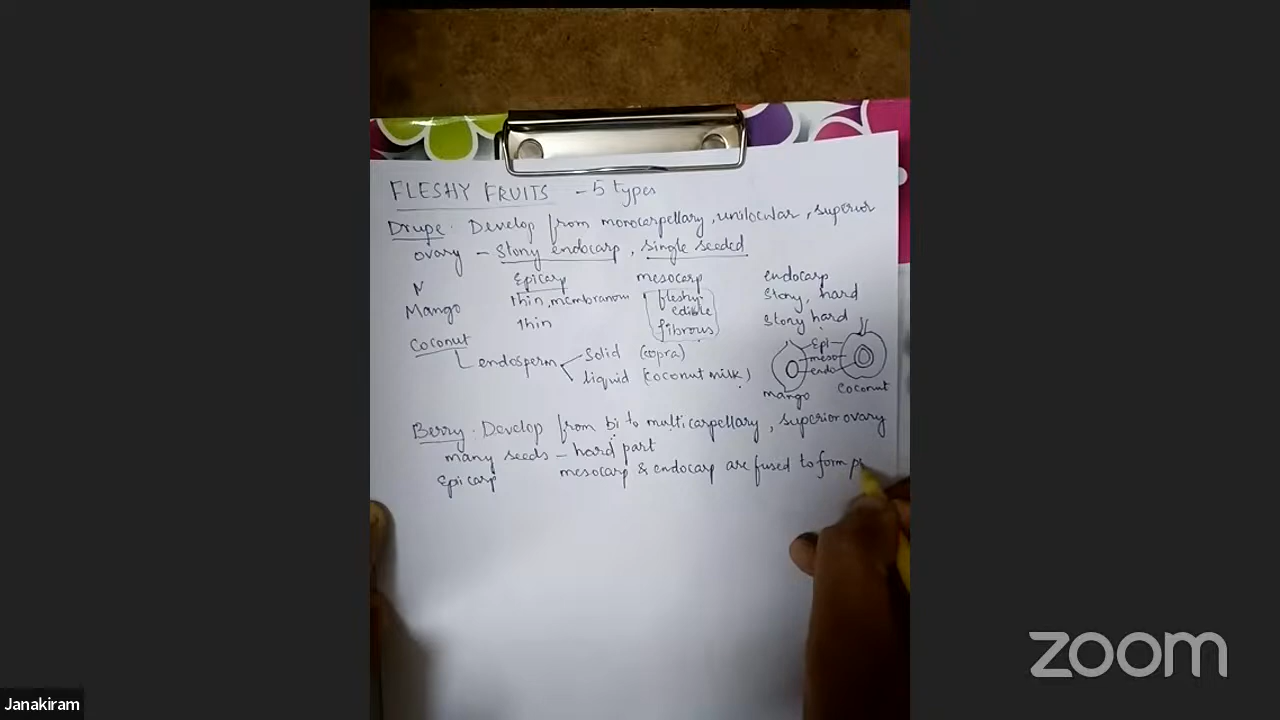 FLESHY FRUITS - 5 types
Drupe. Develop from monocarpellary, unilocular, superior
ovary - Stony endocarp, single seeded
Epicarp mesocarp endocarp
Mango thin, membranous fleshy edible Stony, hard
Coconut thin fibrous Stony hard
endosperm Solid (copra)
liquid (coconut milk)
Epi
meso
endo
mango coconut
Berry. Develop from bi to multicarpellary, superior ovary
many seeds - hard part
Epicarp mesocarp & endocarp are fused to form
zoom
Janakiram